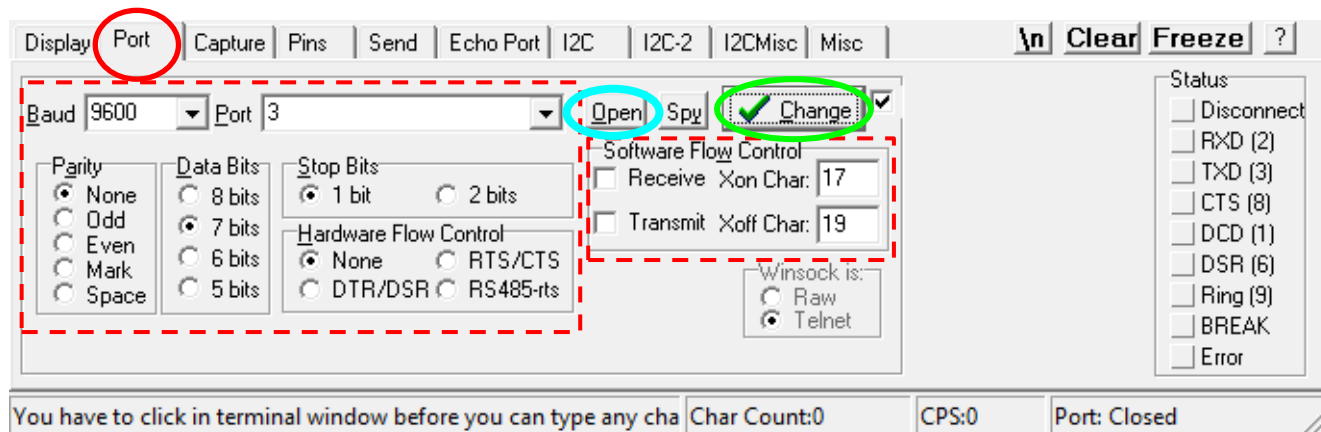 Display Port Capture Pins Send Echo Port I2C I2C-2 I2CMisc Misc \n Clear Freeze ?
Baud 9600 Port 3 Open Spy Change
Parity
None
Odd
Even
Mark
Space
Data Bits
8 bits
7 bits
6 bits
5 bits
Stop Bits
1 bit 2 bits
Hardware Flow Control
None RTS/CTS
DTR/DSR RS485-rts
Software Flow Control
Receive Xon Char: 17
Transmit Xoff Char: 19
Winsock is:
Raw
Telnet
Status
Disconnect
RXD (2)
TXD (3)
CTS (8)
DCD (1)
DSR (6)
Ring (9)
BREAK
Error
You have to click in terminal window before you can type any cha Char Count:0 CPS:0 Port: Closed